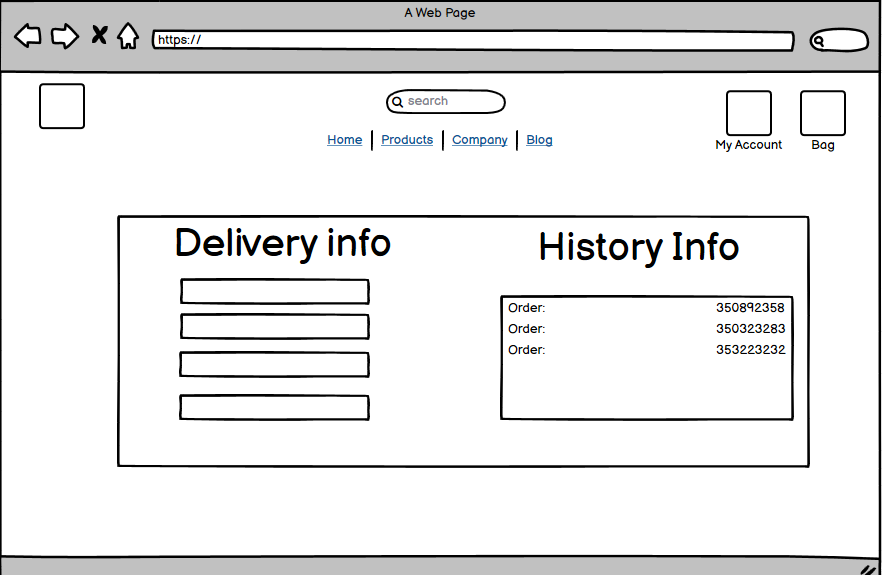 A Web Page
https://
search
Home | Products | Company | Blog
My Account
Bag
Delivery info
History Info
Order: 350892358
Order: 350323283
Order: 353223232